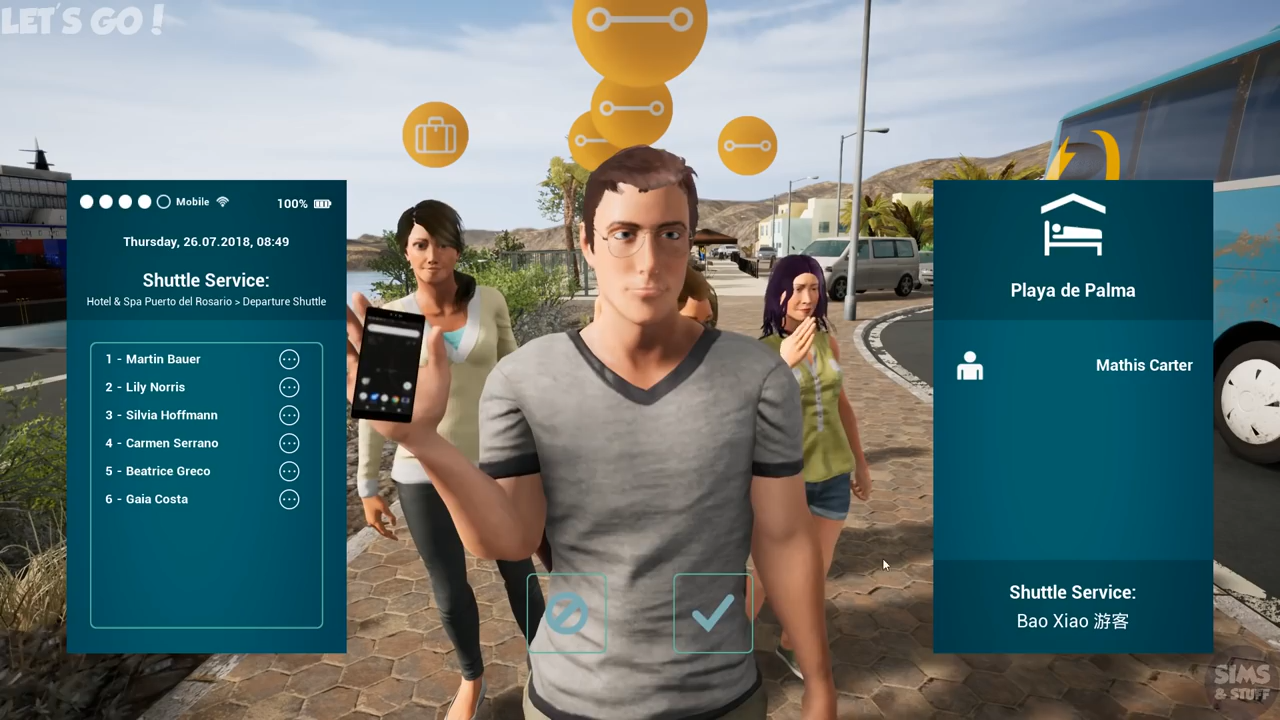 LET'S GO!
Mobile
100%
Thursday, 26.07.2018, 08:49
Shuttle Service:
Hotel & Spa Puerto del Rosario > Departure Shuttle
1 - Martin Bauer
2 - Lily Norris
3 - Silvia Hoffmann
4 - Carmen Serrano
5 - Beatrice Greco
6 - Gaia Costa
Playa de Palma
Mathis Carter
Shuttle Service:
Bao Xiao 游客
SIMS
& STUFF